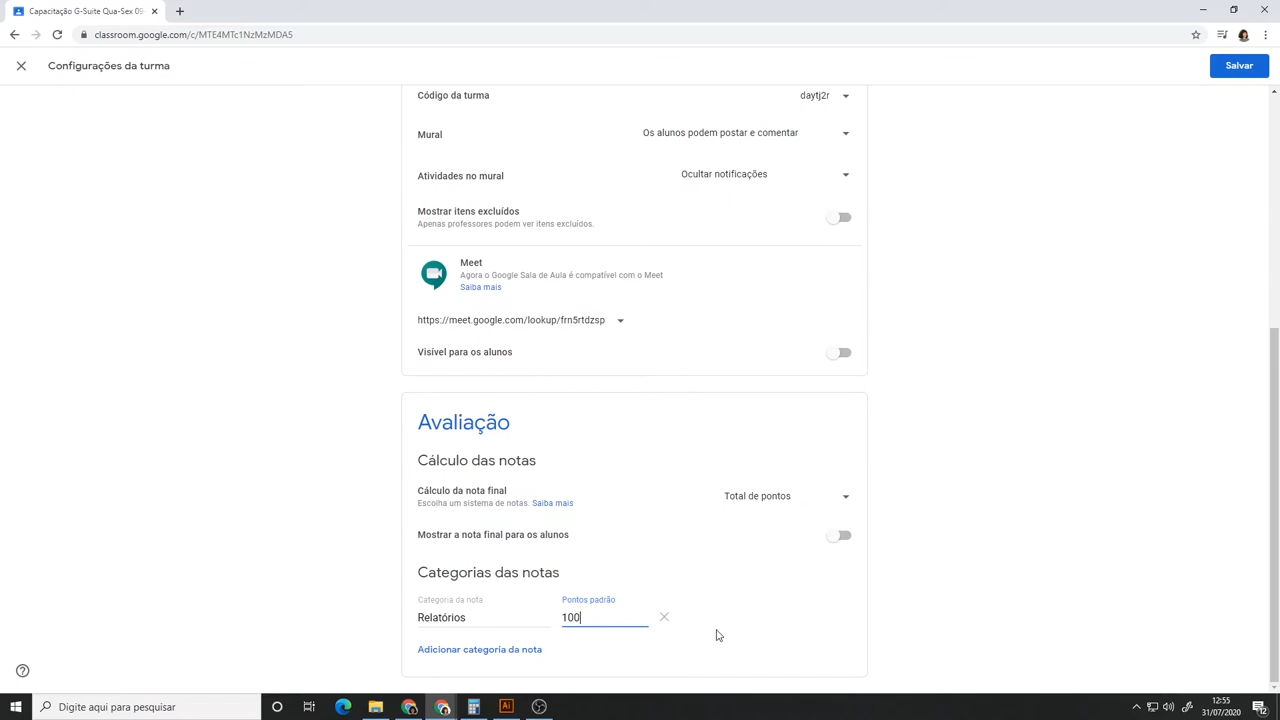 Capacitação G-Suite Qua-Sex 09
classroom.google.com/c/MTE4MTc1NzMzMDA5
Configurações da turma
Salvar
Código da turma
daytj2r
Mural
Os alunos podem postar e comentar
Atividades no mural
Ocultar notificações
Mostrar itens excluídos
Apenas professores podem ver itens excluídos.
Meet
Agora o Google Sala de Aula é compatível com o Meet
Saiba mais
https://meet.google.com/lookup/frn5rtdzsp
Visível para os alunos
Avaliação
Cálculo das notas
Cálculo da nota final
Escolha um sistema de notas. Saiba mais
Total de pontos
Mostrar a nota final para os alunos
Categorias das notas
Categoria da nota
Pontos padrão
Relatórios
100
Adicionar categoria da nota
Digite aqui para pesquisar
Ai
12:55
31/07/2020
12